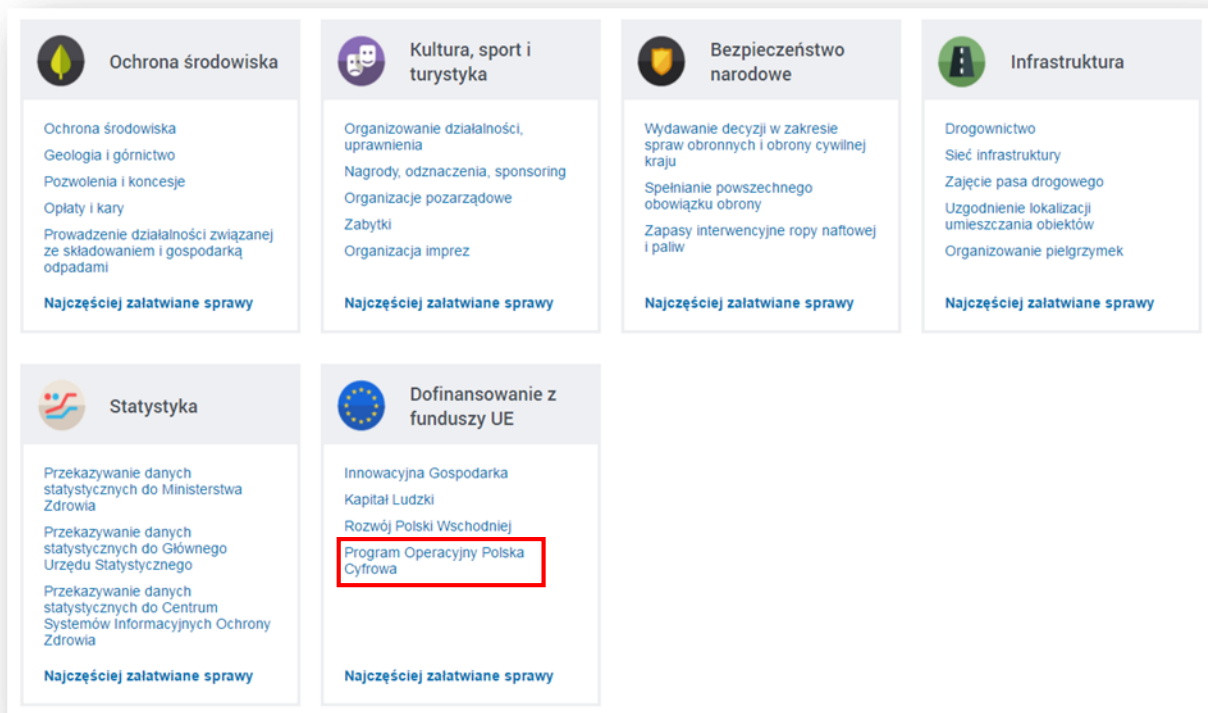 Ochrona środowiska
Ochrona środowiska
Geologia i górnictwo
Pozwolenia i koncesje
Opłaty i kary
Prowadzenie działalności związanej
ze składowaniem i gospodarką
odpadami
Najczęściej załatwiane sprawy
Kultura, sport i
turystyka
Organizowanie działalności,
uprawnienia
Nagrody, odznaczenia, sponsoring
Organizacje pozarządowe
Zabytki
Organizacja imprez
Najczęściej załatwiane sprawy
Bezpieczeństwo
narodowe
Wydawanie decyzji w zakresie
spraw obronnych i obrony cywilnej
kraju
Spełnianie powszechnego
obowiązku obrony
Zapasy interwencyjne ropy naftowej
i paliw
Najczęściej załatwiane sprawy
Infrastruktura
Drogownictwo
Sieć infrastruktury
Zajęcie pasa drogowego
Uzgodnienie lokalizacji
umieszczania obiektów
Organizowanie pielgrzymek
Najczęściej załatwiane sprawy
Statystyka
Przekazywanie danych
statystycznych do Ministerstwa
Zdrowia
Przekazywanie danych
statystycznych do Głównego
Urzędu Statystycznego
Przekazywanie danych
statystycznych do Centrum
Systemów Informacyjnych Ochrony
Zdrowia
Najczęściej załatwiane sprawy
Dofinansowanie z
funduszy UE
Innowacyjna Gospodarka
Kapitał Ludzki
Rozwój Polski Wschodniej
Program Operacyjny Polska
Cyfrowa
Najczęściej załatwiane sprawy